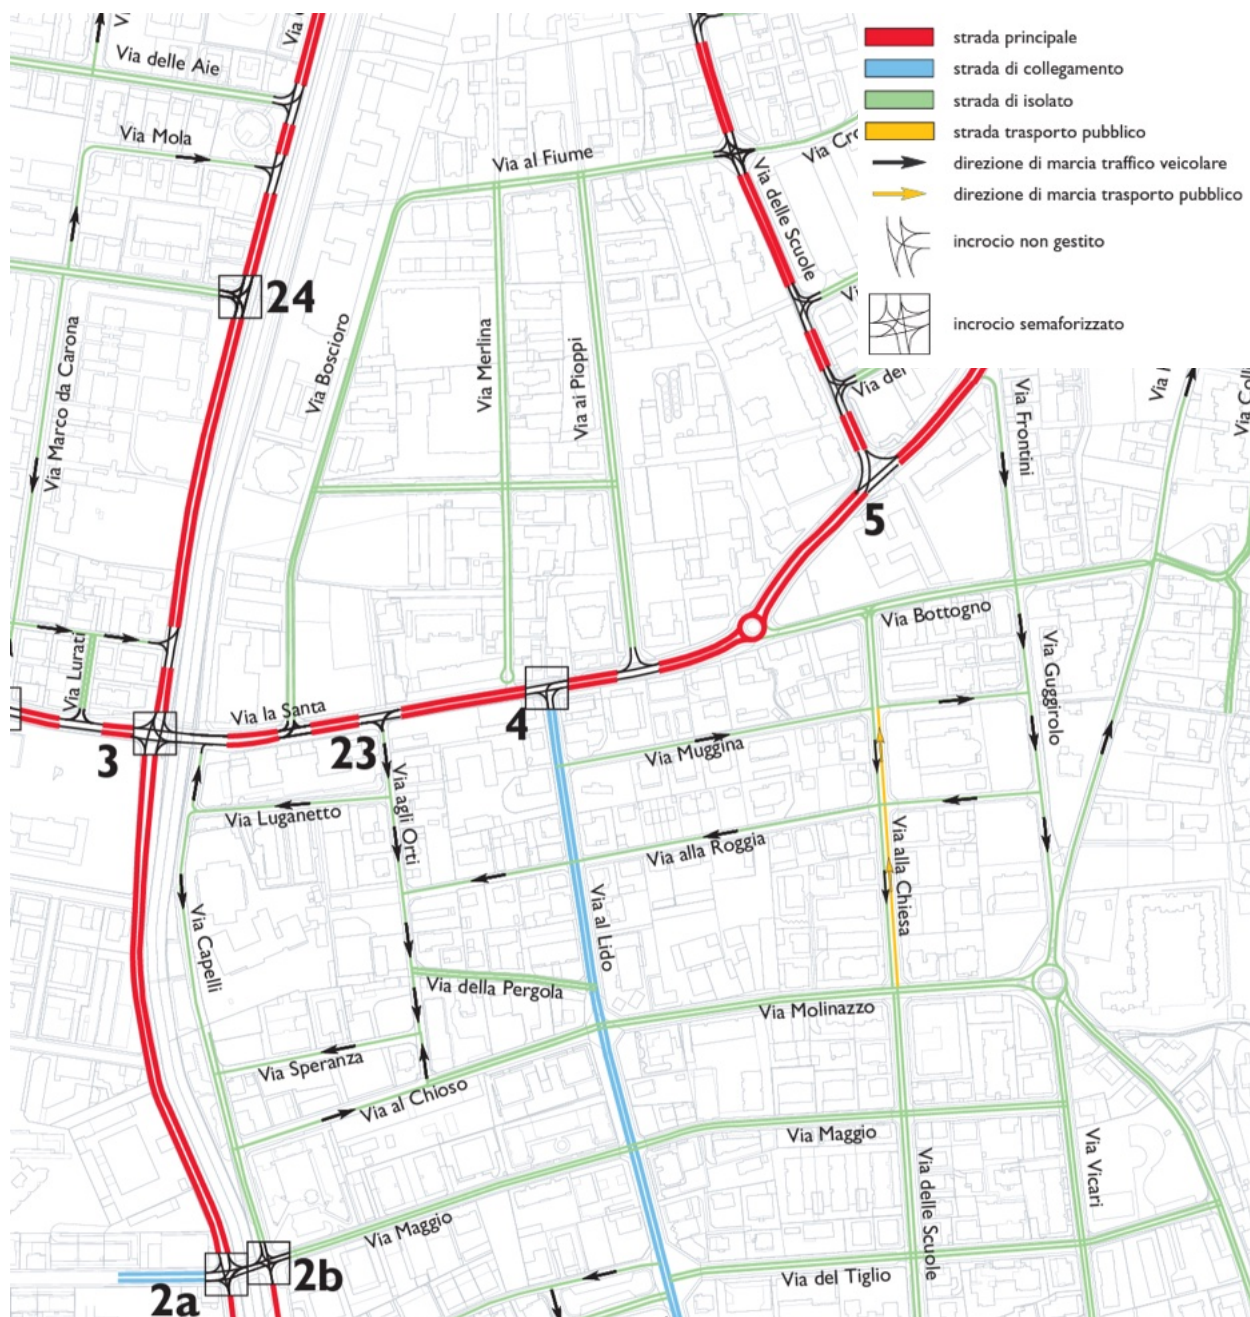 Via delle Aie
Via Mola
Via al Fiume
Via Cro
Via delle Scuole
strada principale
strada di collegamento
strada di isolato
strada trasporto pubblico
direzione di marcia traffico veicolare
direzione di marcia trasporto pubblico
incrocio non gestito
incrocio semaforizzato
24
Via Marco da Carona
Via Boscioro
Via Merlina
Via ai Pioppi
Via dei
Via Frontini
5
Via Bottogno
Via Guggirolo
Via Lurati
Via la Santa
3
23
4
Via Muggina
Via Luganetto
Via agli Orti
Via alla Roggia
Via alla Chiesa
Via Capelli
Via al Lido
Via della Pergola
Via Molinazzo
Via Speranza
Via al Chioso
Via Maggio
Via Maggio
Via Vicari
Via delle Scuole
Via del Tiglio
2a
2b